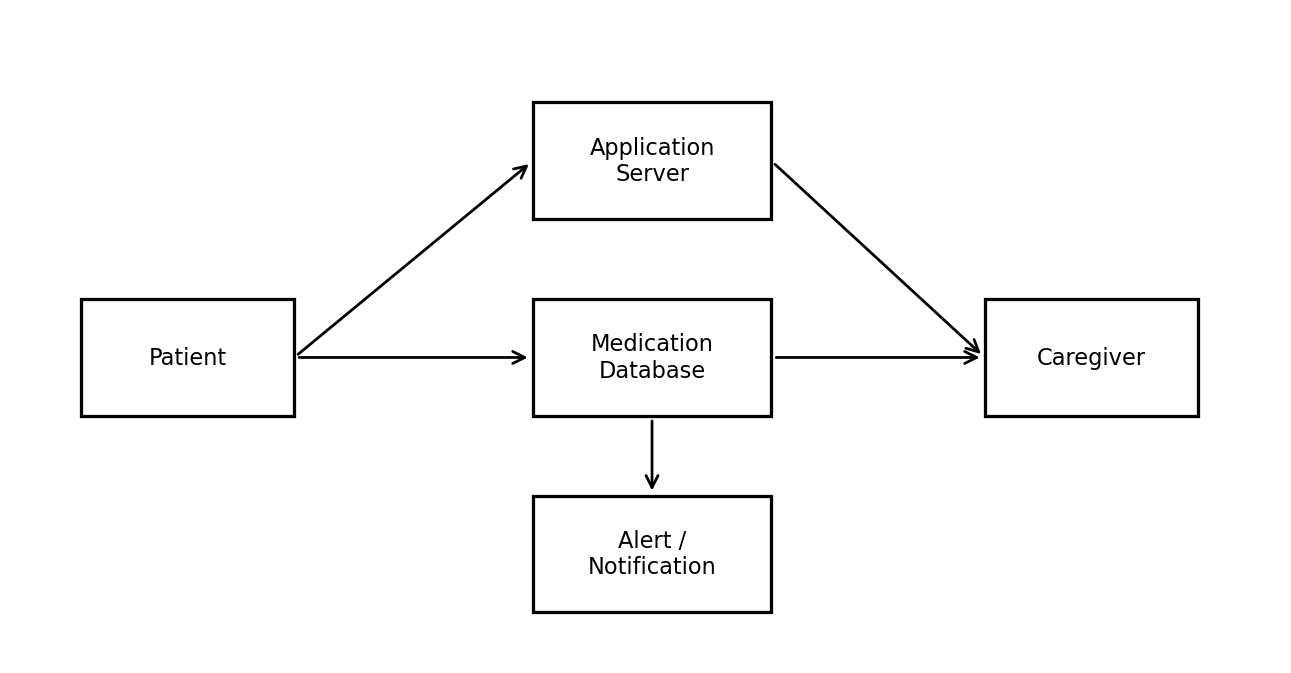 Application
Server
Patient
Medication
Database
Caregiver
Alert /
Notification